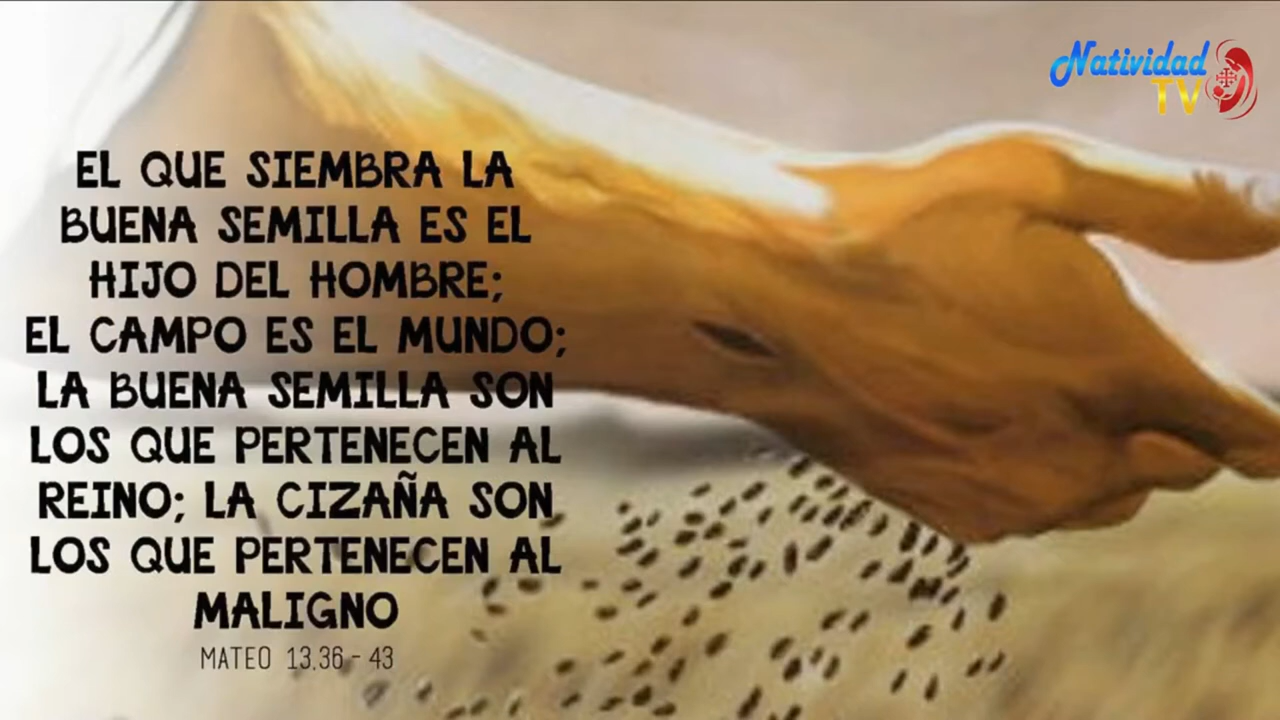 Natividad
TV
EL QUE SIEMBRA LA
BUENA SEMILLA ES EL
HIJO DEL HOMBRE;
EL CAMPO ES EL MUNDO;
LA BUENA SEMILLA SON
LOS QUE PERTENECEN AL
REINO; LA CIZAÑA SON
LOS QUE PERTENECEN AL
MALIGNO
MATEO 13,36 - 43